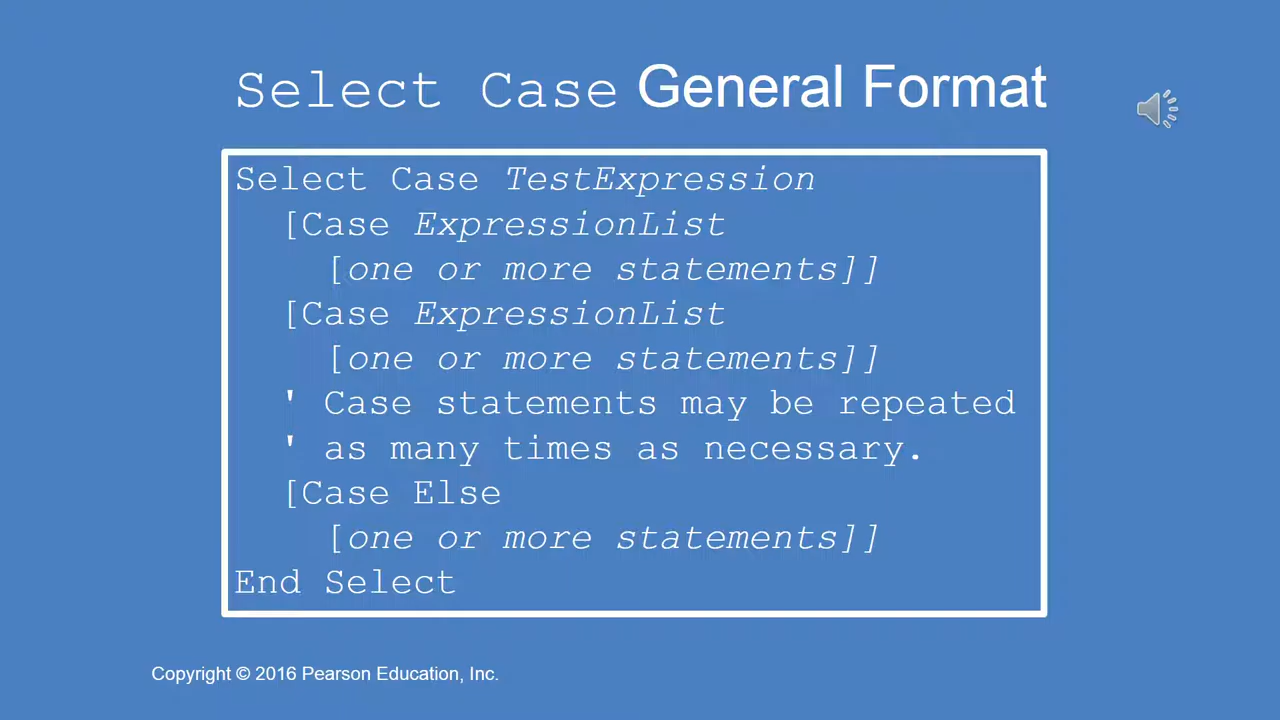 Select Case General Format
Select Case TestExpression
[Case ExpressionList
[one or more statements]]
[Case ExpressionList
[one or more statements]]
' Case statements may be repeated
' as many times as necessary.
[Case Else
[one or more statements]]
End Select
Copyright © 2016 Pearson Education, Inc.